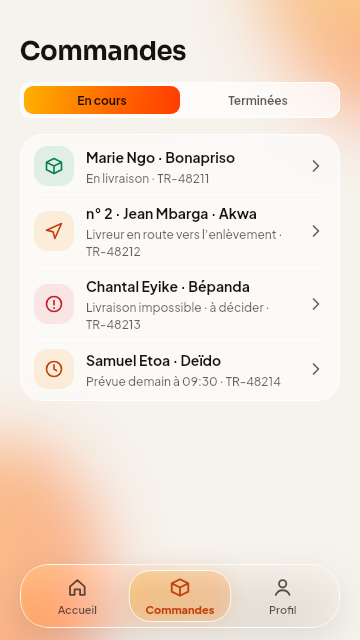 Commandes
En cours
Terminées
Marie Ngo · Bonapriso
En livraison · TR-48211
n° 2 · Jean Mbarga · Akwa
Livreur en route vers l'enlèvement ·
TR-48212
Chantal Eyike · Bépanda
Livraison impossible · à décider ·
TR-48213
Samuel Etoa · Deïdo
Prévue demain à 09:30 · TR-48214
Accueil
Commandes
Profil